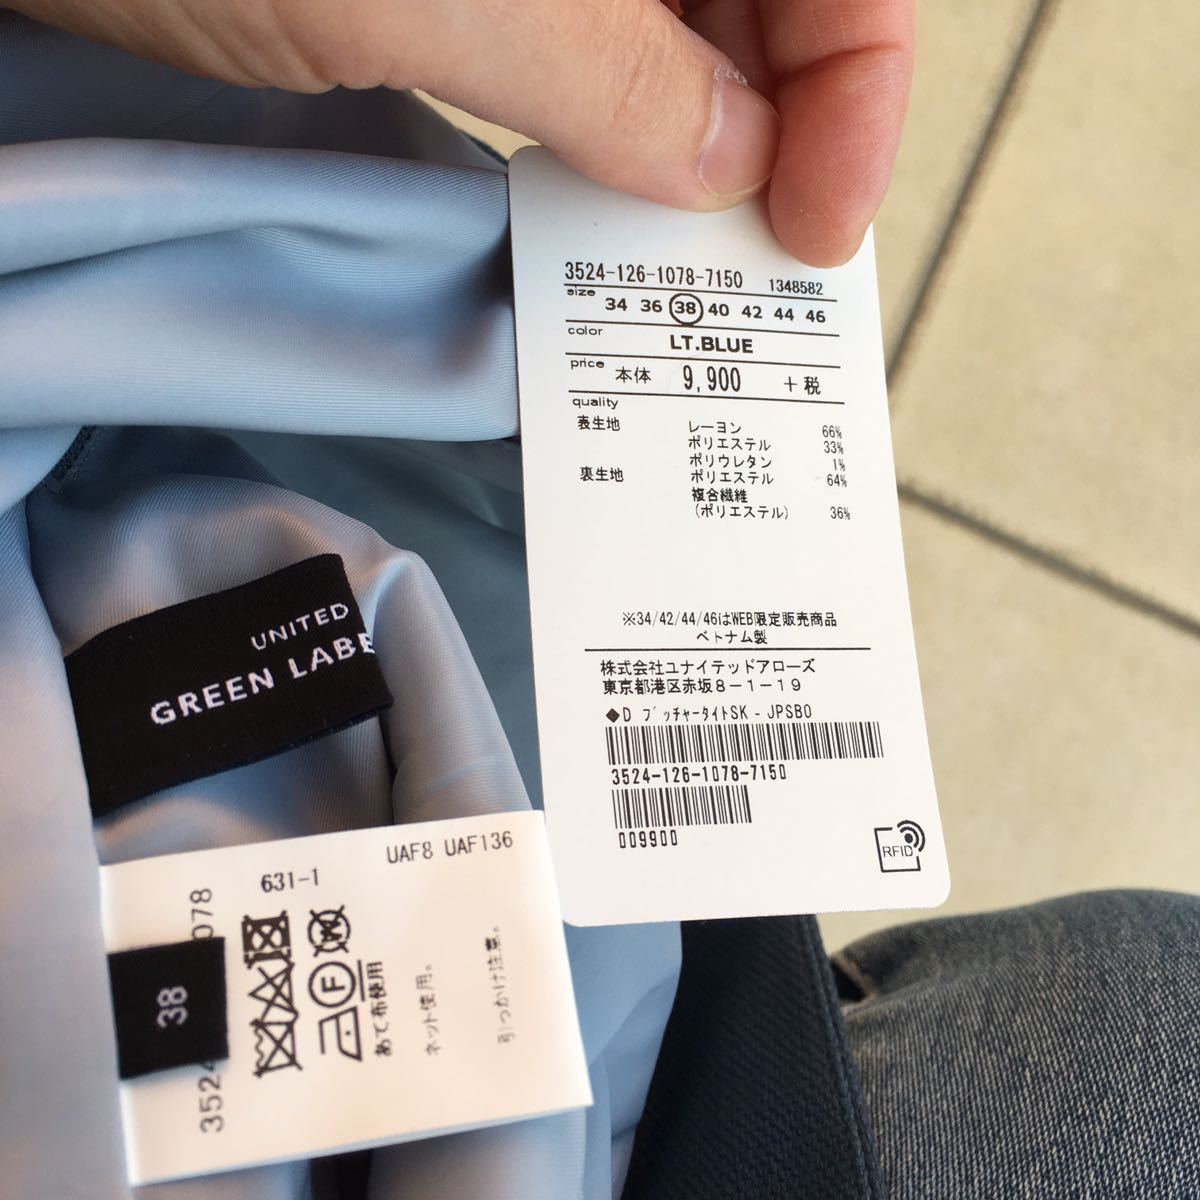 3524-126-1078-7150 1348582
size 34 36 38 40 42 44 46
color LT.BLUE
price 本体 9,900 +税
quality
表生地 レーヨン 66%
ポリエステル 33%
ポリウレタン 1%
裏生地 ポリエステル 64%
複合繊維
(ポリエステル) 36%
※34/42/44/46はWEB限定販売商品
ベトナム製
株式会社ユナイテッドアローズ
東京都港区赤坂8-1-19
◆D ブッチャータイトSK - JPSBO
3524-126-1078-7150
009900
RFID
UNITED
GREEN LABE
UAF8 UAF136
631-1
F
あて布使用
ネット使用。
引っかけ注意。
38
3524
078